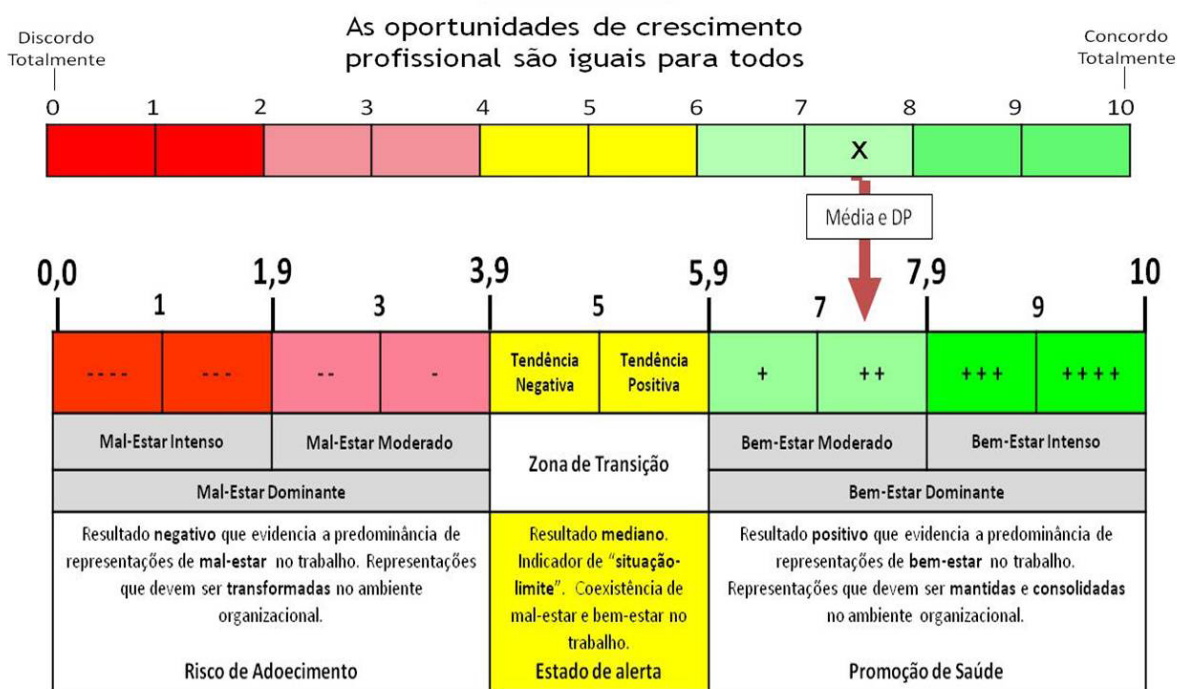 As oportunidades de crescimento
profissional são iguais para todos
Discordo
Totalmente
Concordo
Totalmente
0 1 2 3 4 5 6 7 8 9 10
X
Média e DP
0,0 1,9 3,9 5,9 7,9 10
1 3 5 7 9
- - - - - - - - - -
Tendência
Negativa
Tendência
Positiva
+ + + + + + + + + +
Mal-Estar Intenso Mal-Estar Moderado
Zona de Transição
Bem-Estar Moderado Bem-Estar Intenso
Mal-Estar Dominante
Bem-Estar Dominante
Resultado negativo que evidencia a predominância de
representações de mal-estar no trabalho. Representações
que devem ser transformadas no ambiente
organizacional.
Risco de Adoecimento
Resultado mediano.
Indicador de “situação-
limite”. Coexistência de
mal-estar e bem-estar no
trabalho.
Estado de alerta
Resultado positivo que evidencia a predominância de
representações de bem-estar no trabalho.
Representações que devem ser mantidas e consolidadas
no ambiente organizacional.
Promoção de Saúde